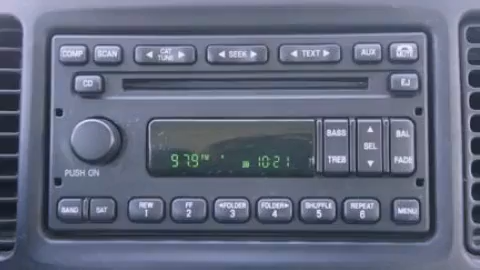 COMP SCAN CAT TUNE SEEK TEXT AUX MUTE
CD EJ
PUSH ON
97.9 FM 10:21
BASS SEL BAL
TREB FADE
BAND SAT REW 1 FF 2 FOLDER 3 FOLDER 4 SHUFFLE 5 REPEAT 6 MENU